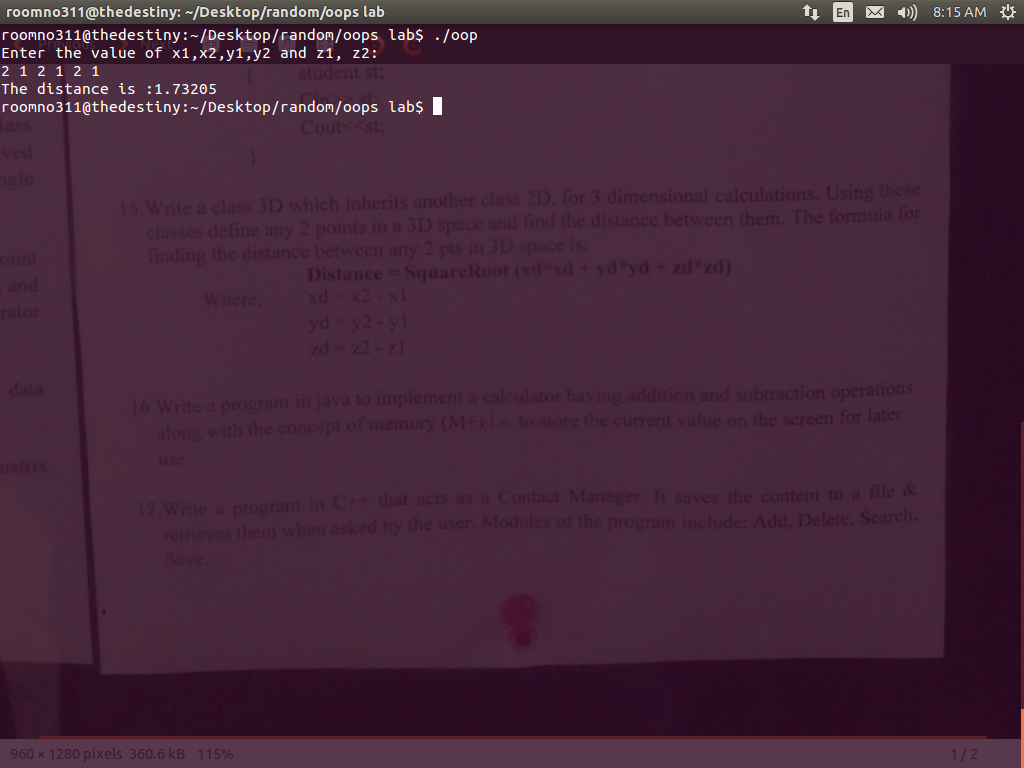 roomno311@thedestiny: ~/Desktop/random/oops lab
En
8:15 AM
roomno311@thedestiny:~/Desktop/random/oops lab$ ./oop
Previous
Next
Enter the value of x1,x2,y1,y2 and z1, z2:
2 1 2 1 2 1
student st;
The distance is :1.73205
Cin>> st;
roomno311@thedestiny:~/Desktop/random/oops lab$
{
Cout<<st;
}
lass
ved
ngle
ount
, and
rator
data
matrix
15.Write a class 3D which inherits another class 2D, for 3 dimensional calculations. Using these
classes define any 2 points in a 3D space and find the distance between them. The formula for
finding the distance between any 2 pts in 3D space is:
Distance = SquareRoot (xd*xd + yd*yd + zd*zd)
Where, xd = x2 - x1
yd = y2 - y1
zd = z2 - z1
16.Write a program in java to implement a calculator having addition and subtraction operations
along with the concept of memory (M+) i.e. to store the current value on the screen for later
use.
17.Write a program in C++ that acts as a Contact Manager. It saves the content to a file &
retrieves them when asked by the user. Modules of the program include: Add, Delete, Search,
Save.
960 × 1280 pixels 360.6 kB 115%
1 / 2